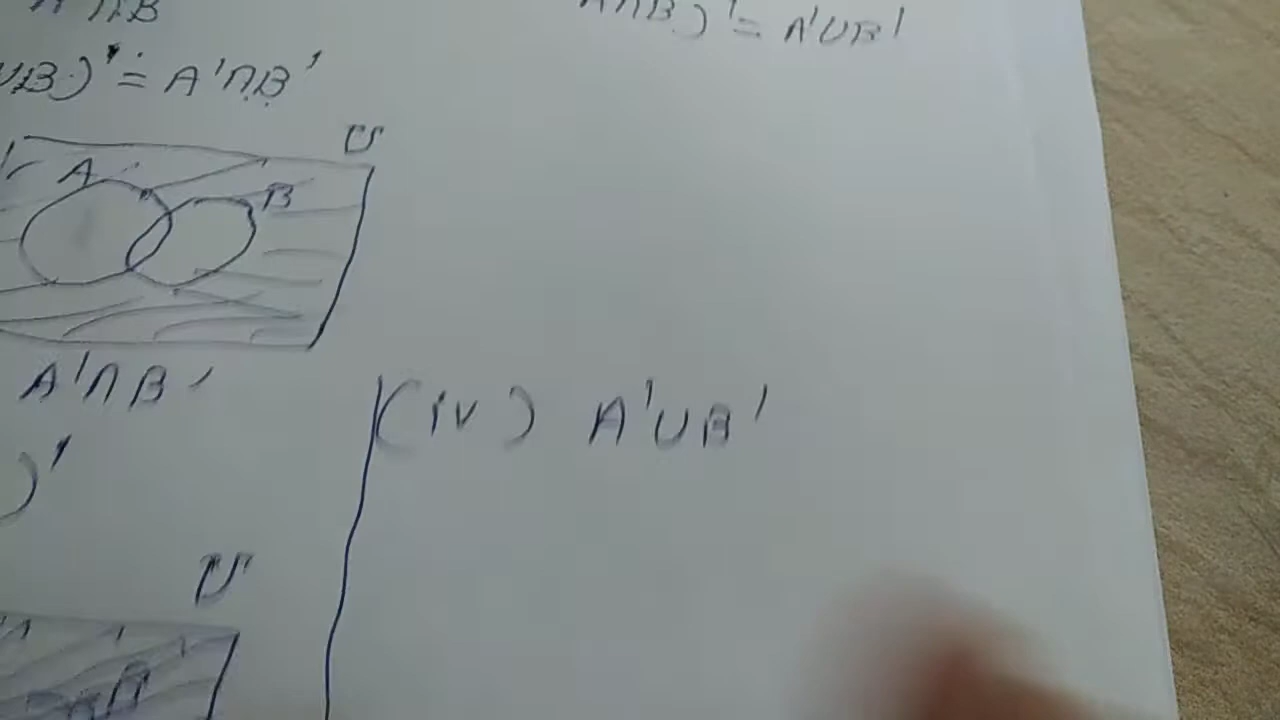 A'∩B
∪B)' = A'∩B'
A∩B)' = A'∪B'
U
A
B
A'∩B'
)'
(iv) A'∪B'
U